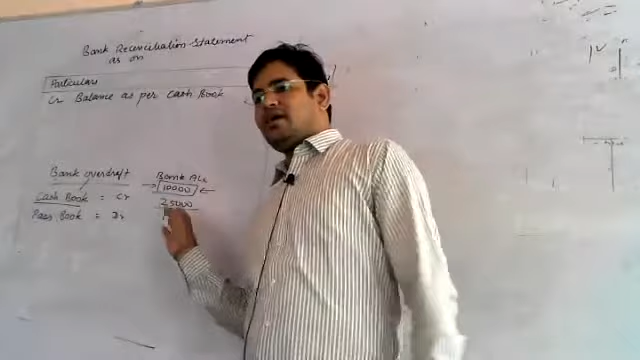 Bank Reconciliation Statement
as on
Particulars
Cr Balance as per Cash Book
Bank overdraft
Bank A/c
10000
Cash Book = Cr
25000
Pass Book = Dr